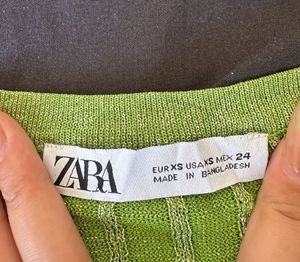 ZARA
EUR XS USA XS MEX 24
MADE IN BANGLADESH